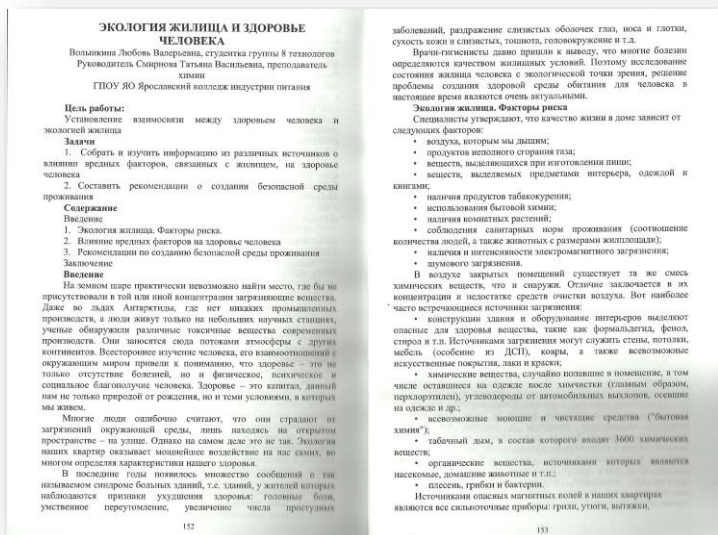 ЭКОЛОГИЯ ЖИЛИЩА И ЗДОРОВЬЕ
ЧЕЛОВЕКА
Волынкина Любовь Валерьевна, студентка группы 8 технологов
Руководитель Смирнова Татьяна Васильевна, преподаватель
химии
ГПОУ ЯО Ярославский колледж индустрии питания
Цель работы:
Установление взаимосвязи между здоровьем человека и
экологией жилища
Задачи
1. Собрать и изучить информацию из различных источников о
влиянии вредных факторов, связанных с жилищем, на здоровье
человека
2. Составить рекомендации о создании безопасной среды
проживания
Содержание
Введение
1. Экология жилища. Факторы риска.
2. Влияние вредных факторов на здоровье человека
3. Рекомендации по созданию безопасной среды проживания
Заключение
Введение
На земном шаре практически невозможно найти место, где бы не
присутствовали в той или иной концентрации загрязняющие вещества.
Даже во льдах Антарктиды, где нет никаких промышленных
производств, а люди живут только на небольших научных станциях,
ученые обнаружили различные токсичные вещества современных
производств. Они заносятся сюда потоками атмосферы с других
континентов. Всестороннее изучение человек, его взаимоотношений с
окружающим миром привели к пониманию, что здоровье – это не
только отсутствие болезней, но и физическое, психическое и
социальное благополучие человека. Здоровье – это капитал, данный
нам не только природой от рождения, но и теми условиями, в которых
мы живем.
Многие люди ошибочно считают, что они страдают от
загрязнений окружающей среды, лишь находясь на открытом
пространстве – на улице. Однако на самом деле это не так. Экология
наших квартир оказывает мощнейшее воздействие на нас самих, во
многом определяя характеристики нашего здоровья.
В последние годы появилось множество сообщений о так
называемом синдроме больных зданий, т.е. зданий, у жителей которых
наблюдаются признаки ухудшения здоровья: головные боли,
умственное переутомление, увеличение числа простудных
152
заболеваний, раздражение слизистых оболочек глаз, носа и глотки,
сухость кожи и слизистых, тошнота, головокружение и т.д.
Врачи-гигиенисты давно пришли к выводу, что многие болезни
определяются качеством жилищных условий. Поэтому исследование
состояния жилища человека с экологической точки зрения, решение
проблемы создания здоровой среды обитания для человека в
настоящее время являются очень актуальными.
Экология жилища. Факторы риска
Специалисты утверждают, что качество жизни в доме зависит от
следующих факторов:
• воздуха, которым мы дышим;
• продуктов неполного сгорания газа;
• веществ, выделяющихся при изготовлении пищи;
• веществ, выделяемых предметами интерьера, одеждой и
книгами;
• наличия продуктов табакокурения;
• использования бытовой химии;
• наличия комнатных растений;
• соблюдения санитарных норм проживания (соотношение
количества людей, а также животных с размерами жилплощади);
• наличия и интенсивности электромагнитного загрязнения;
• шумового загрязнения.
В воздухе закрытых помещений существует та же смесь
химических веществ, что и снаружи. Отличие заключается в их
концентрации и недостатке средств очистки воздуха. Вот наиболее
часто встречающиеся источники загрязнения:
• конструкции здания и оборудование интерьеров выделяют
опасные для здоровья вещества, такие как формальдегид, фенол,
стирол и т.п. Источниками загрязнения могут служить стены, потолки,
мебель (особенно из ДСП), ковры, а также всевозможные
искусственные покрытия, лаки и краски;
• химические вещества, случайно попавшие в помещение, в том
числе оставшиеся на одежде после химчистки (главным образом,
перхлорэтилен), углеводороды от автомобильных выхлопов, осевшие
на одежде и др.;
• всевозможные моющие и чистящие средства ("бытовая
химия");
• табачный дым, в состав которого входят 3600 химических
веществ;
• органические вещества, источниками которых являются
насекомые, домашние животные и т.п.;
• плесень, грибки и бактерии.
Источниками опасных магнитных полей в наших квартирах
являются все сильноточные приборы: грили, утюги, вытяжки,
153